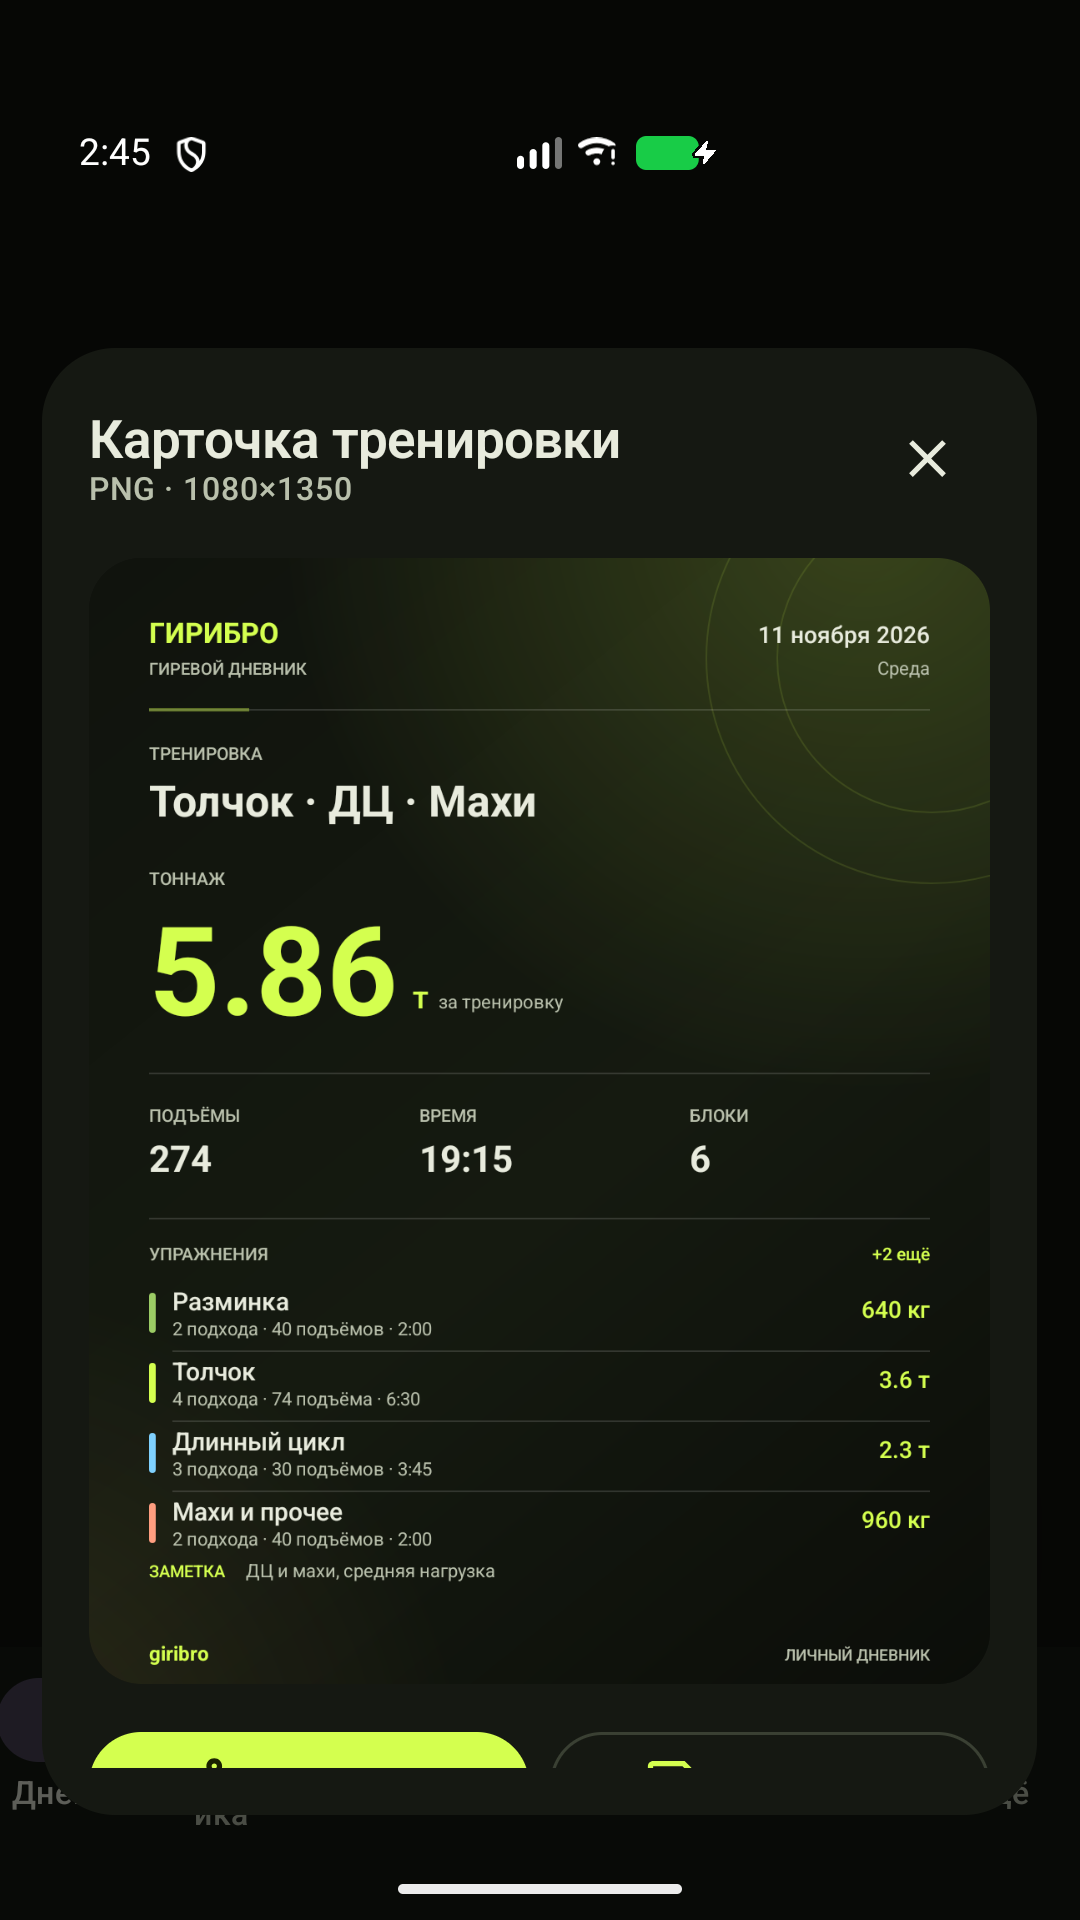 2:45
Карточка тренировки
PNG · 1080×1350
ГИРИБРО
11 ноября 2026
ГИРЕВОЙ ДНЕВНИК
Среда
ТРЕНИРОВКА
Толчок · ДЦ · Махи
ТОННАЖ
5.86 т за тренировку
ПОДЪЁМЫ
ВРЕМЯ
БЛОКИ
274
19:15
6
УПРАЖНЕНИЯ
+2 ещё
Разминка
640 кг
2 подхода · 40 подъёмов · 2:00
Толчок
3.6 т
4 подхода · 74 подъёма · 6:30
Длинный цикл
2.3 т
3 подхода · 30 подъёмов · 3:45
Махи и прочее
960 кг
2 подхода · 40 подъёмов · 2:00
ЗАМЕТКА ДЦ и махи, средняя нагрузка
giribro
ЛИЧНЫЙ ДНЕВНИК